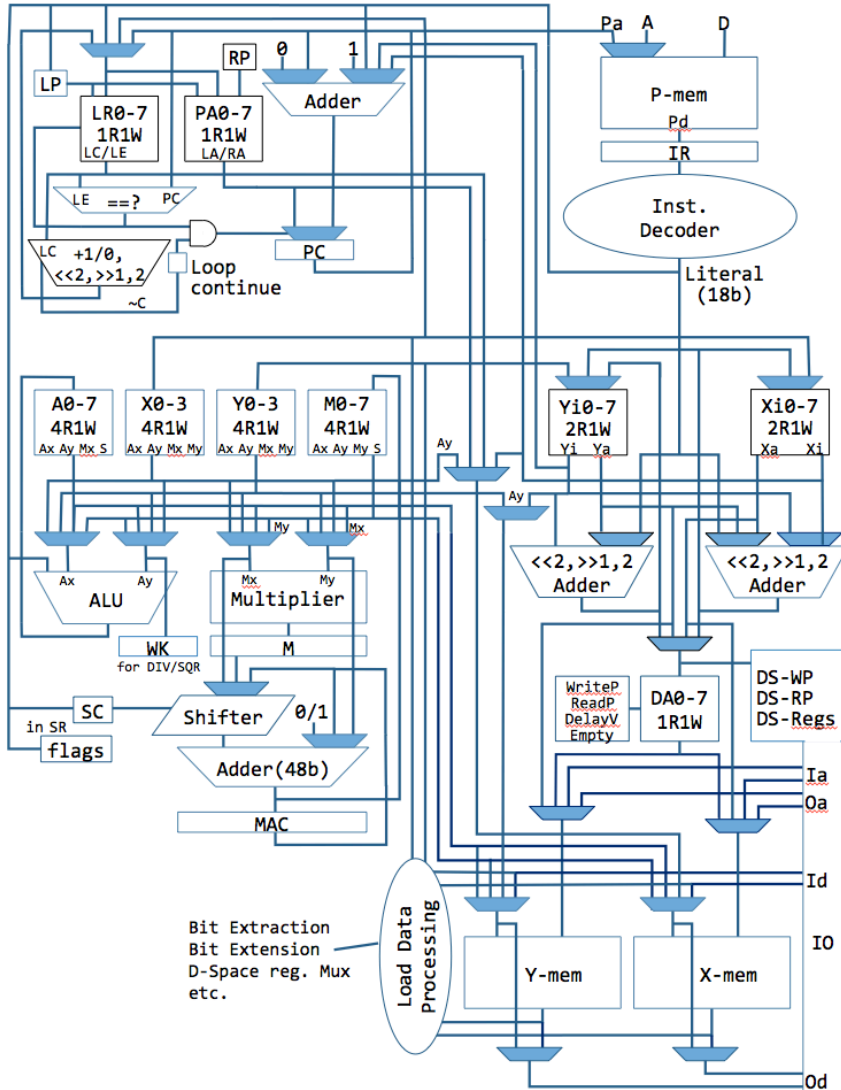 Pa A D
0 1
RP
LP
LR0-7
1R1W
LC/LE
PA0-7
1R1W
LA/RA
Adder
P-mem
Pd
IR
LE PC
==?
Inst.
Decoder
LC +1/0,
<<2,>>1,2
PC
Loop
continue
~C
Literal
(18b)
A0-7
4R1W
Ax Ay Mx S
X0-3
4R1W
Ax Ay Mx My
Y0-3
4R1W
Ax Ay Mx My
M0-7
4R1W
Ax Ay My S
Yi0-7
2R1W
Yi Ya
Xi0-7
2R1W
Xa Xi
Ay
Ay
My
Mx
Ax Ay
ALU
Mx My
Multiplier
<<2,>>1,2
Adder
<<2,>>1,2
Adder
WK
for DIV/SQR
M
WriteP
ReadP
DelayV
Empty
DA0-7
1R1W
DS-WP
DS-RP
DS-Regs
SC
Shifter
0/1
in SR
flags
Adder(48b)
MAC
Ia
Oa
Id
IO
Bit Extraction
Bit Extension
D-Space reg. Mux
etc.
Load Data
Processing
Y-mem
X-mem
Od